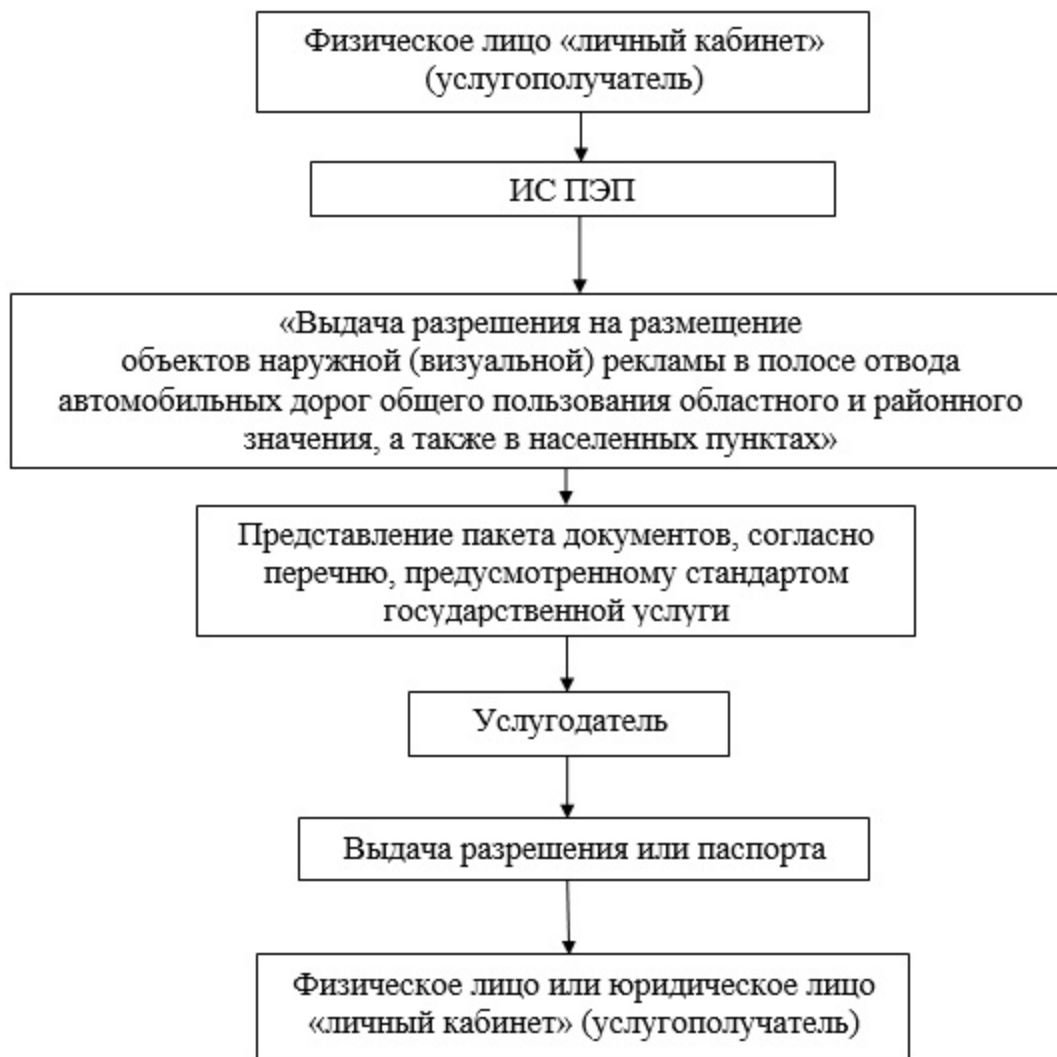 Физическое лицо «личный кабинет»
(услугополучатель)
ИС ПЭП
«Выдача разрешения на размещение
объектов наружной (визуальной) рекламы в полосе отвода
автомобильных дорог общего пользования областного и районного
значения, а также в населенных пунктах»
Представление пакета документов, согласно
перечню, предусмотренному стандартом
государственной услуги
Услугодатель
Выдача разрешения или паспорта
Физическое лицо или юридическое лицо
«личный кабинет» (услугополучатель)